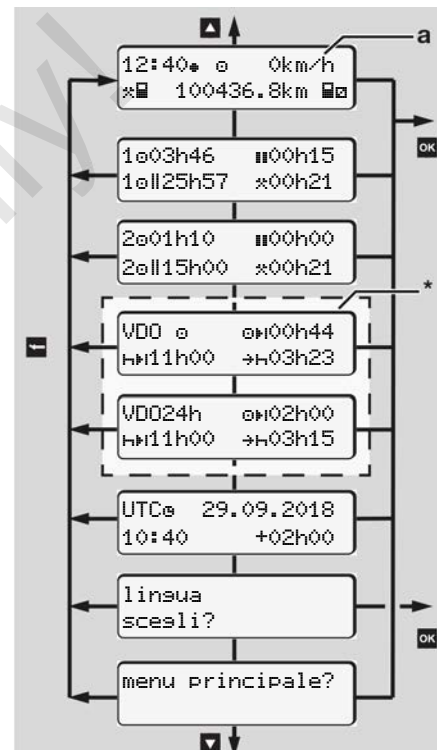 a
12:40 0km/h
100436.8km
OK
1 03h46 00h15
1 25h57 00h21
2 01h10 00h00
2 15h00 00h21
*
VDO 00h44
11h00 03h23
VDO24h 02h00
11h00 03h15
UTC 29.09.2018
10:40 +02h00
lingua
scegli?
OK
menu principale?